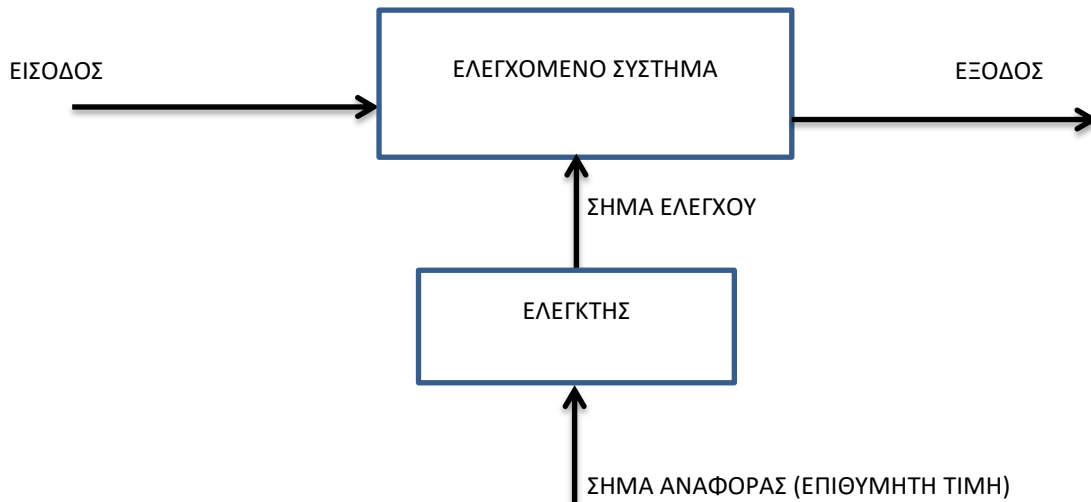 ΕΙΣΟΔΟΣ
ΕΛΕΓΧΟΜΕΝΟ ΣΥΣΤΗΜΑ
ΕΞΟΔΟΣ
ΣΗΜΑ ΕΛΕΓΧΟΥ
ΕΛΕΓΚΤΗΣ
ΣΗΜΑ ΑΝΑΦΟΡΑΣ (ΕΠΙΘΥΜΗΤΗ ΤΙΜΗ)